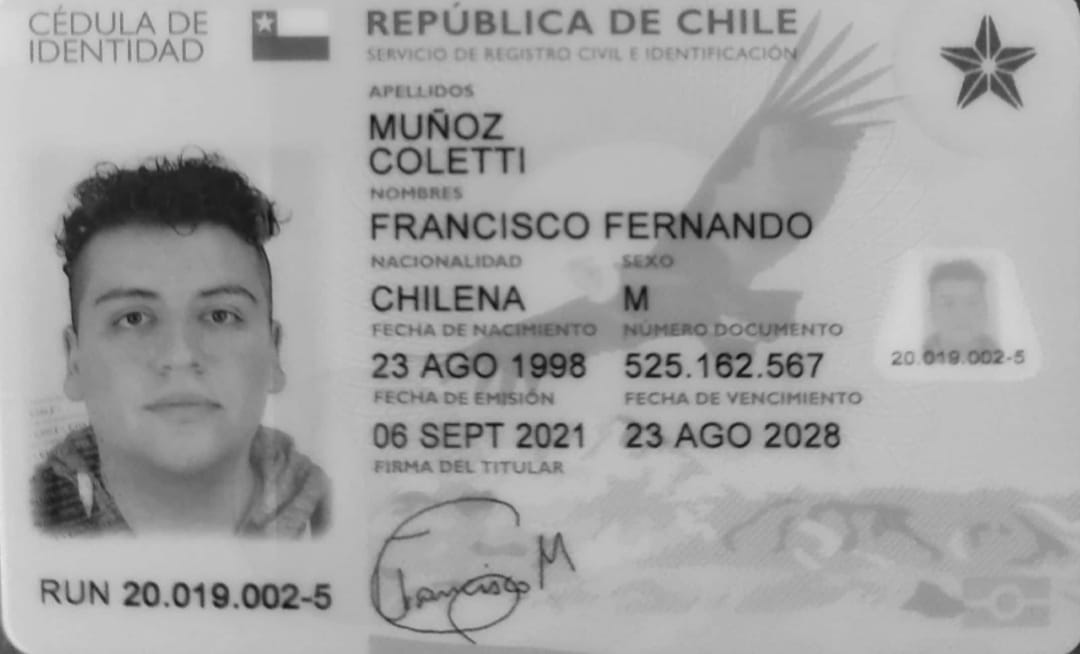 CÉDULA DE
IDENTIDAD
REPÚBLICA DE CHILE
SERVICIO DE REGISTRO CIVIL E IDENTIFICACIÓN
APELLIDOS
MUÑOZ
COLETTI
NOMBRES
FRANCISCO FERNANDO
NACIONALIDAD SEXO
CHILENA M
FECHA DE NACIMIENTO NÚMERO DOCUMENTO
23 AGO 1998 525.162.567
20.019.002-5
FECHA DE EMISIÓN FECHA DE VENCIMIENTO
06 SEPT 2021 23 AGO 2028
FIRMA DEL TITULAR
Francisco M
RUN 20.019.002-5